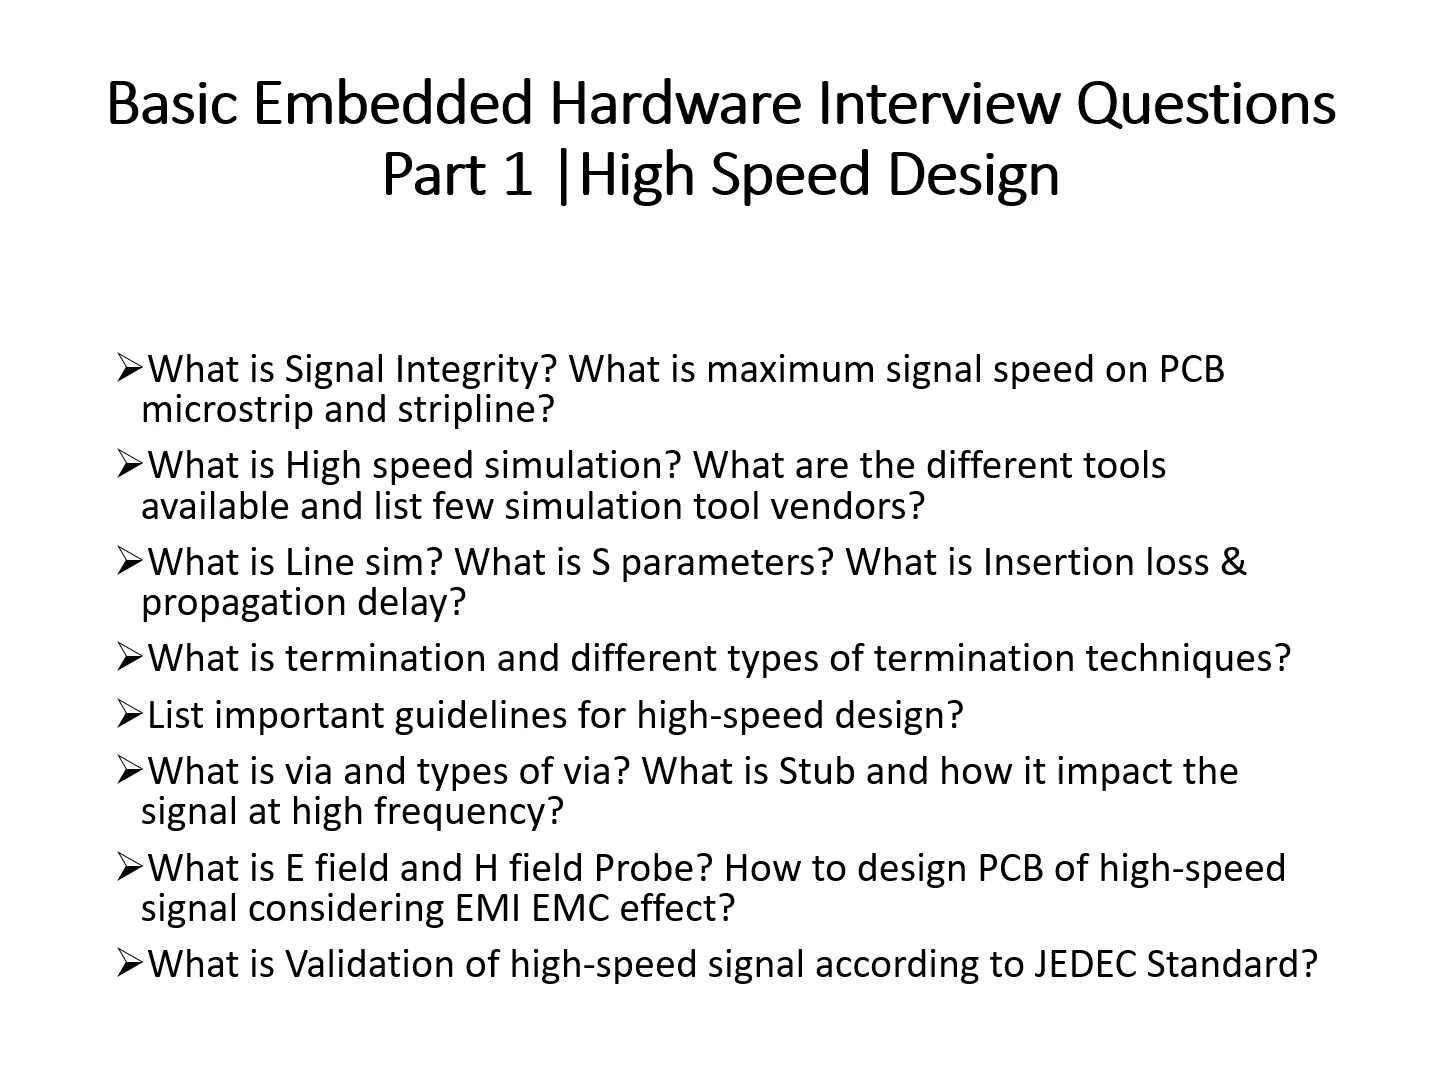 Basic Embedded Hardware Interview Questions
Part 1 |High Speed Design
➢What is Signal Integrity? What is maximum signal speed on PCB
microstrip and stripline?
➢What is High speed simulation? What are the different tools
available and list few simulation tool vendors?
➢What is Line sim? What is S parameters? What is Insertion loss &
propagation delay?
➢What is termination and different types of termination techniques?
➢List important guidelines for high-speed design?
➢What is via and types of via? What is Stub and how it impact the
signal at high frequency?
➢What is E field and H field Probe? How to design PCB of high-speed
signal considering EMI EMC effect?
➢What is Validation of high-speed signal according to JEDEC Standard?